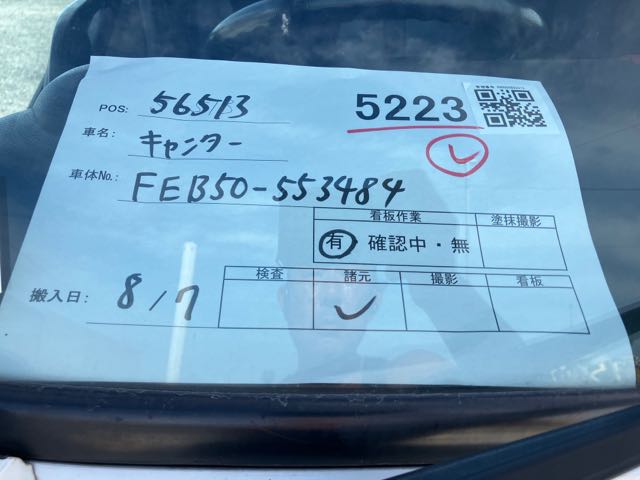 POS: 56513
5223
車名: キャンター
車体No.: FEB50-553484
看板作業 塗抹撮影
有 確認中・無
検査 諸元 撮影 看板
搬入日: 8/7